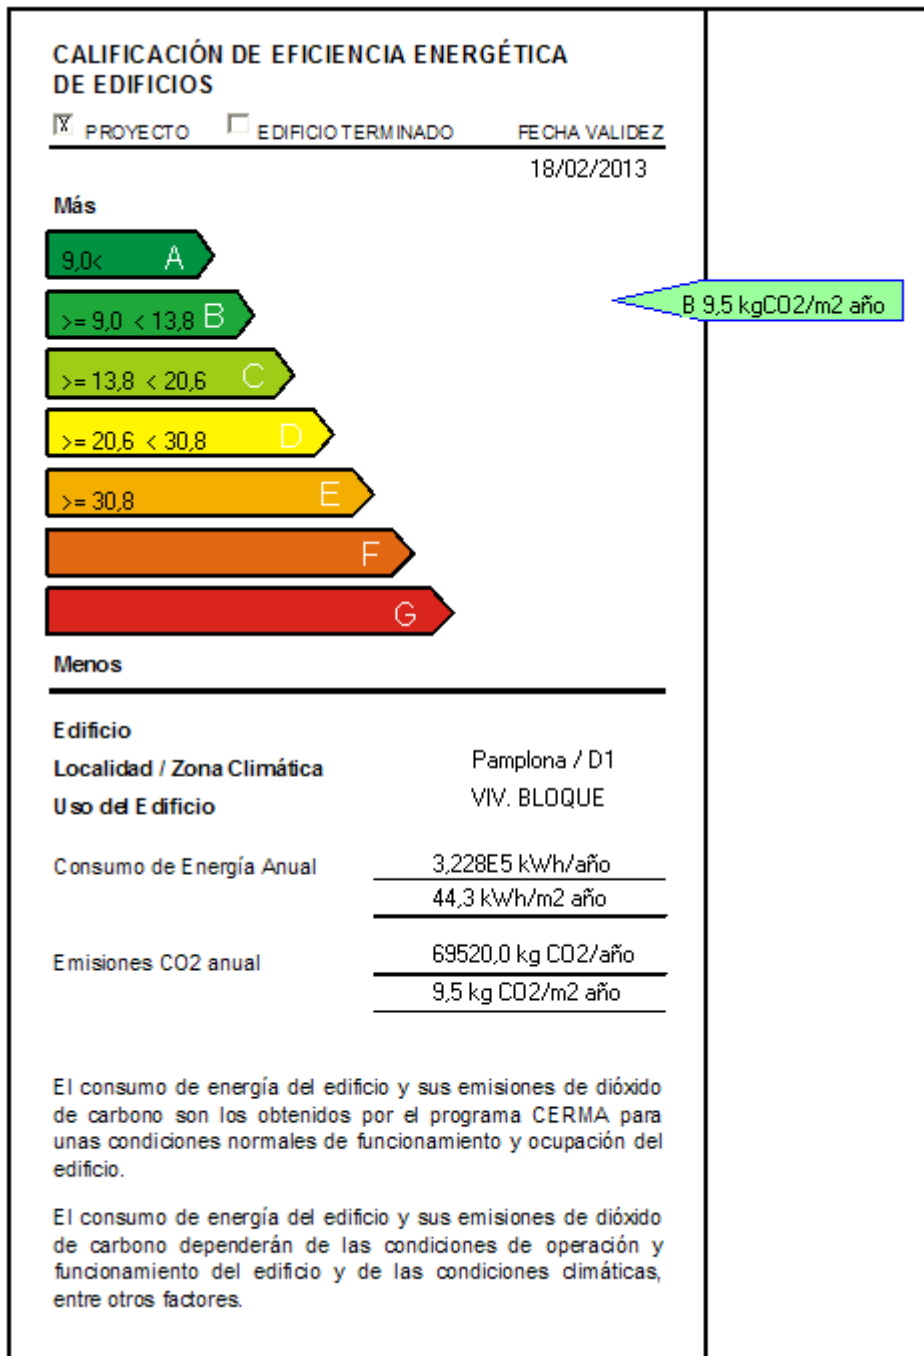 CALIFICACIÓN DE EFICIENCIA ENERGÉTICA
DE EDIFICIOS
X PROYECTO EDIFICIO TERMINADO FECHA VALIDEZ
18/02/2013
Más
9,0< A
>= 9,0 < 13,8 B
B 9,5 kgCO2/m2 año
>= 13,8 < 20,6 C
>= 20,6 < 30,8 D
>= 30,8 E
F
G
Menos
Edificio
Localidad / Zona Climática Pamplona / D1
Uso del Edificio VIV. BLOQUE
Consumo de Energía Anual 3,228E5 kWh/año
44,3 kWh/m2 año
Emisiones CO2 anual 69520,0 kg CO2/año
9,5 kg CO2/m2 año
El consumo de energía del edificio y sus emisiones de dióxido
de carbono son los obtenidos por el programa CERMA para
unas condiciones normales de funcionamiento y ocupación del
edificio.
El consumo de energía del edificio y sus emisiones de dióxido
de carbono dependerán de las condiciones de operación y
funcionamiento del edificio y de las condiciones climáticas,
entre otros factores.